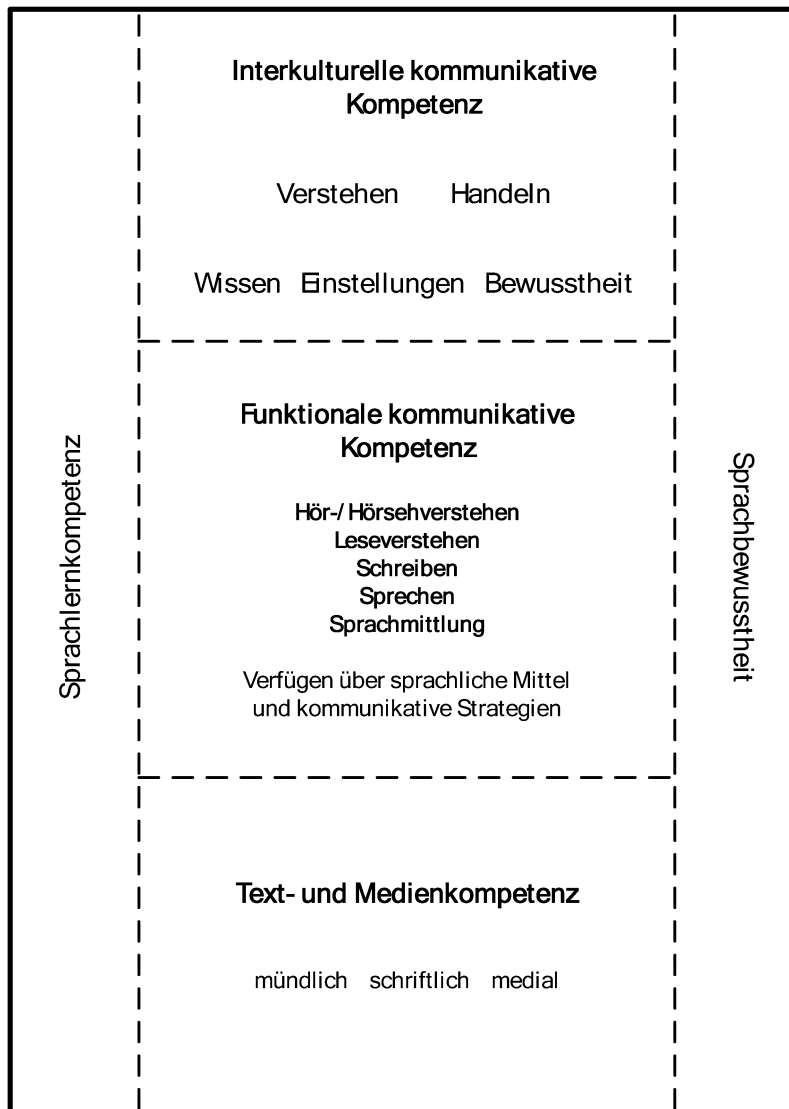 Interkulturelle kommunikative
Kompetenz
Verstehen Handeln
Wissen Einstellungen Bewusstheit
Sprachlernkompetenz
Funktionale kommunikative
Kompetenz
Hör-/ Hörsehverstehen
Leseverstehen
Schreiben
Sprechen
Sprachmittlung
Verfügen über sprachliche Mittel
und kommunikative Strategien
Sprachbewusstheit
Text- und Medienkompetenz
mündlich schriftlich medial